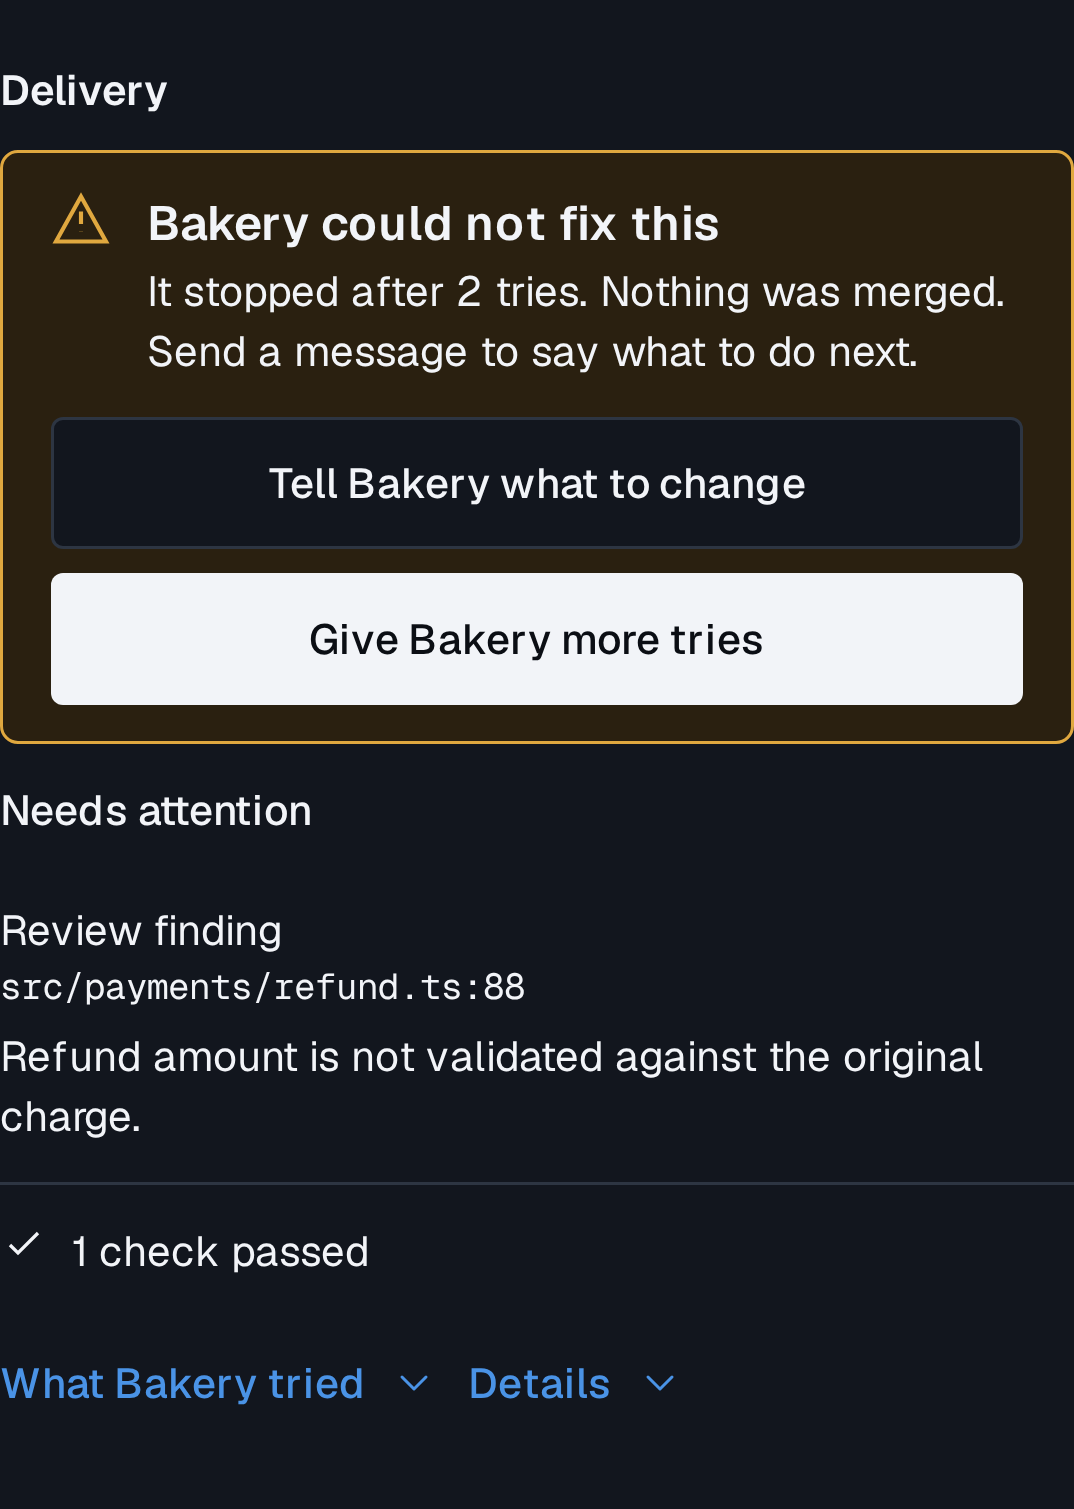 Delivery
Bakery could not fix this
It stopped after 2 tries. Nothing was merged.
Send a message to say what to do next.
Tell Bakery what to change
Give Bakery more tries
Needs attention
Review finding
src/payments/refund.ts:88
Refund amount is not validated against the original
charge.
1 check passed
What Bakery tried
Details